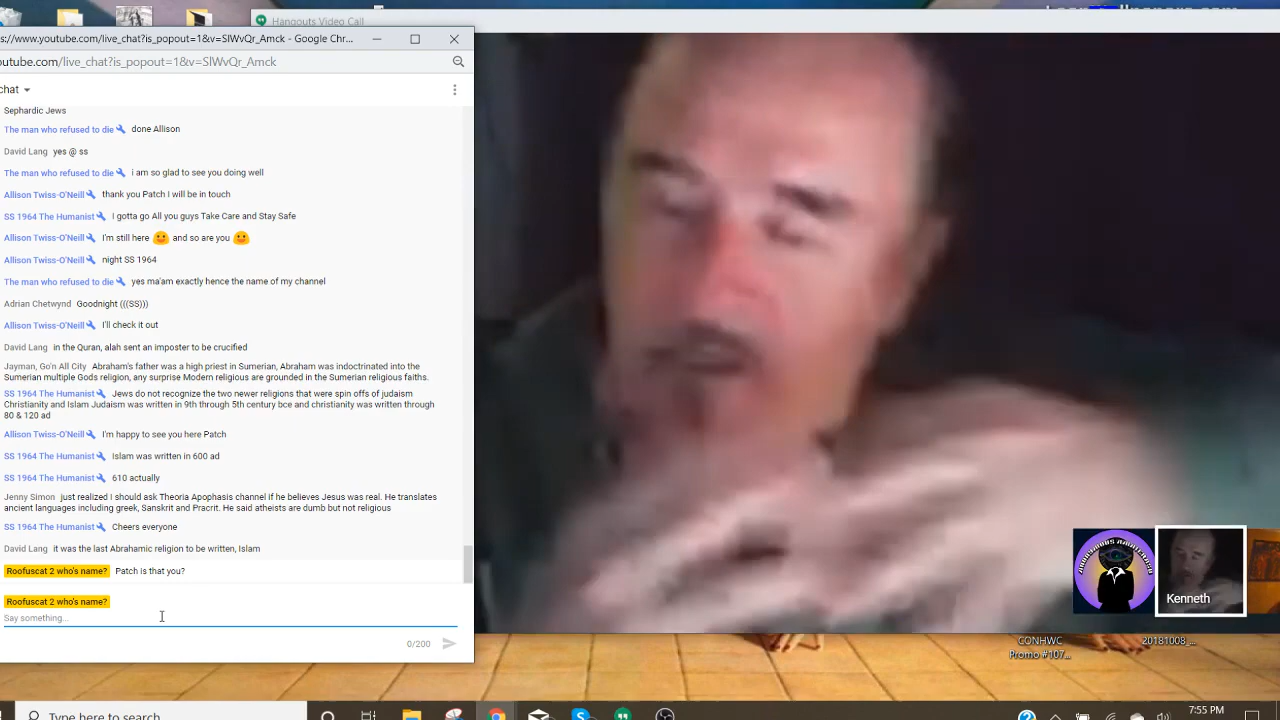 Hangouts Video Call
s://www.youtube.com/live_chat?is_popout=1&v=SlWvQr_Amck - Google Chr...
outube.com/live_chat?is_popout=1&v=SlWvQr_Amck
chat
Sephardic Jews
The man who refused to die done Allison
David Lang yes @ ss
The man who refused to die i am so glad to see you doing well
Allison Twiss-O'Neill thank you Patch I will be in touch
SS 1964 The Humanist I gotta go All you guys Take Care and Stay Safe
Allison Twiss-O'Neill I'm still here and so are you
Allison Twiss-O'Neill night SS 1964
The man who refused to die yes ma'am exactly hence the name of my channel
Adrian Chetwynd Goodnight (((SS)))
Allison Twiss-O'Neill I'll check it out
David Lang in the Quran, alah sent an imposter to be crucified
Jayman, Go'n All City Abraham's father was a high priest in Sumerian, Abraham was indoctrinated into the
Sumerian multiple Gods religion, any surprise Modern religious are grounded in the Sumerian religious faiths.
SS 1964 The Humanist Jews do not recognize the two newer religions that were spin offs of judaism
Christianity and Islam Judaism was written in 9th through 5th century bce and christianity was written through
80 & 120 ad
Allison Twiss-O'Neill I'm happy to see you here Patch
SS 1964 The Humanist Islam was written in 600 ad
SS 1964 The Humanist 610 actually
Jenny Simon just realized I should ask Theoria Apophasis channel if he believes Jesus was real. He translates
ancient languages including greek, Sanskrit and Pracrit. He said atheists are dumb but not religious
SS 1964 The Humanist Cheers everyone
David Lang it was the last Abrahamic religion to be written, Islam
Roofuscat 2 who's name? Patch is that you?
Roofuscat 2 who's name?
Say something...
0/200
Kenneth
CONHWC
Promo #107...
20181008_...
Type here to search
7:55 PM